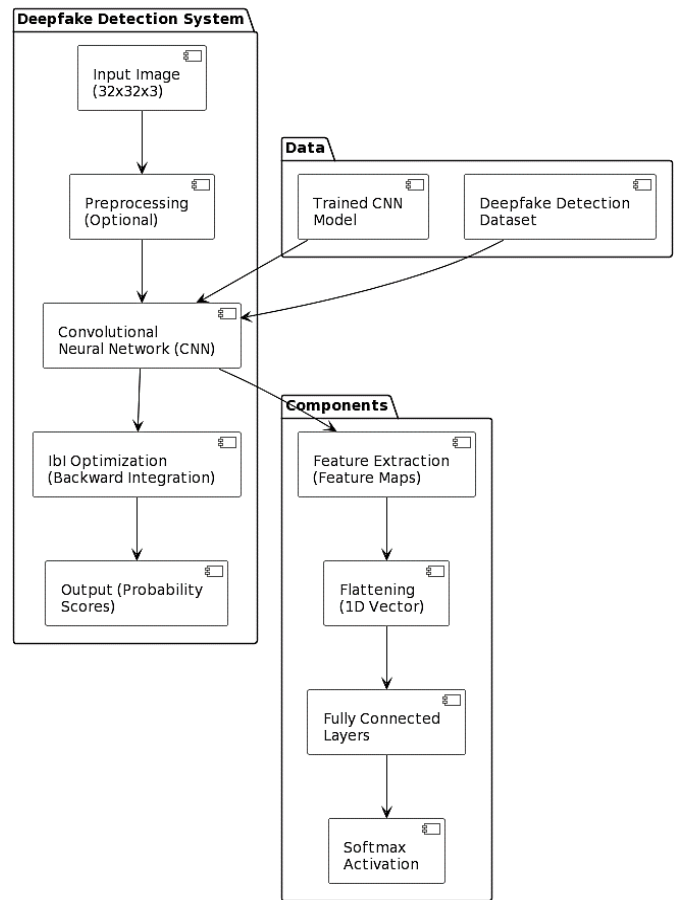 Deepfake Detection System
Input Image
(32x32x3)
Preprocessing
(Optional)
Convolutional
Neural Network (CNN)
IbI Optimization
(Backward Integration)
Output (Probability
Scores)
Data
Trained CNN
Model
Deepfake Detection
Dataset
Components
Feature Extraction
(Feature Maps)
Flattening
(1D Vector)
Fully Connected
Layers
Softmax
Activation